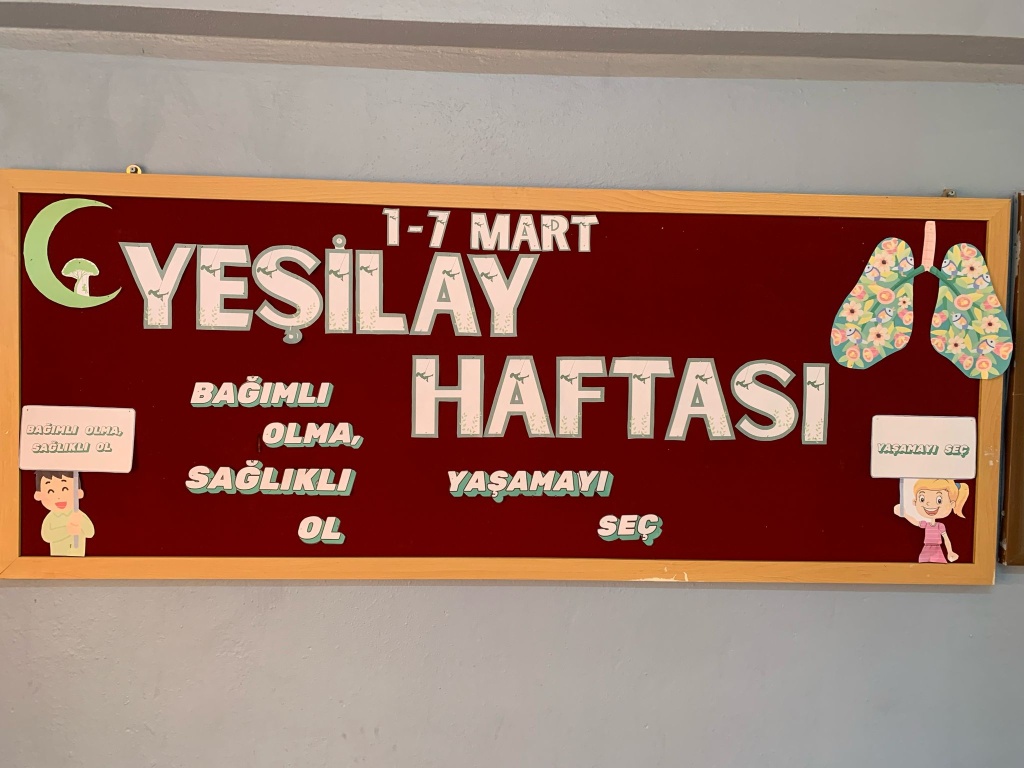 1-7 MART
YEŞİLAY
HAFTASI
BAĞIMLI
OLMA,
SAĞLIKLI
OL
YAŞAMAYI
SEÇ
BAĞIMLI OLMA,
SAĞLIKLI OL
YAŞAMAYI SEÇ